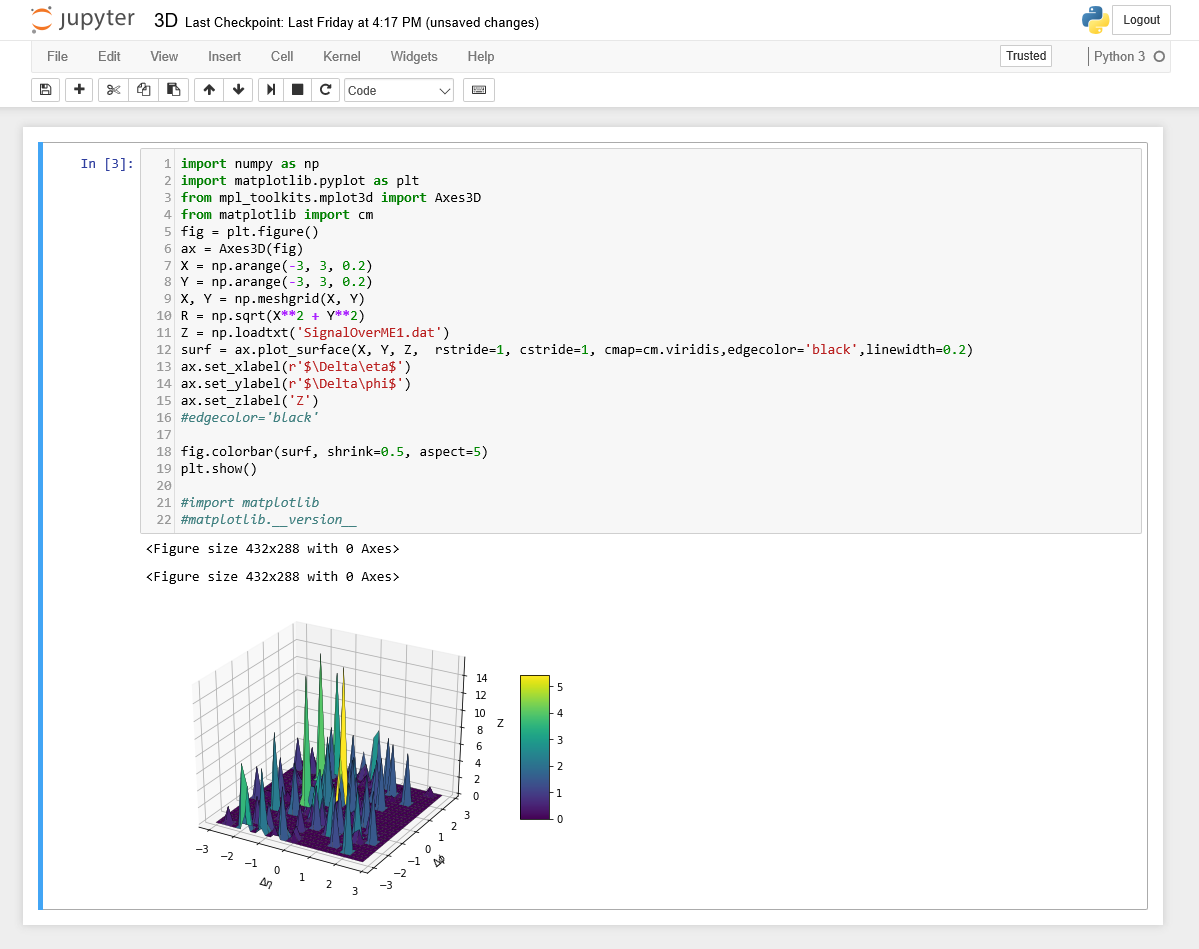 jupyter 3D Last Checkpoint: Last Friday at 4:17 PM (unsaved changes) Logout
File Edit View Insert Cell Kernel Widgets Help Trusted Python 3
Code
In [3]:
1 import numpy as np
2 import matplotlib.pyplot as plt
3 from mpl_toolkits.mplot3d import Axes3D
4 from matplotlib import cm
5 fig = plt.figure()
6 ax = Axes3D(fig)
7 X = np.arange(-3, 3, 0.2)
8 Y = np.arange(-3, 3, 0.2)
9 X, Y = np.meshgrid(X, Y)
10 R = np.sqrt(X**2 + Y**2)
11 Z = np.loadtxt('SignalOverME1.dat')
12 surf = ax.plot_surface(X, Y, Z,  rstride=1, cstride=1, cmap=cm.viridis,edgecolor='black',linewidth=0.2)
13 ax.set_xlabel(r'$\Delta\eta$')
14 ax.set_ylabel(r'$\Delta\phi$')
15 ax.set_zlabel('Z')
16 #edgecolor='black'
17
18 fig.colorbar(surf, shrink=0.5, aspect=5)
19 plt.show()
20
21 #import matplotlib
22 #matplotlib.__version__
<Figure size 432x288 with 0 Axes>
<Figure size 432x288 with 0 Axes>
14
12
10
8
6
4
2
0
Z
5
4
3
2
1
0
−3
−2
−1
0
1
2
3
Δη
−3
−2
−1
0
1
2
3
Δϕ